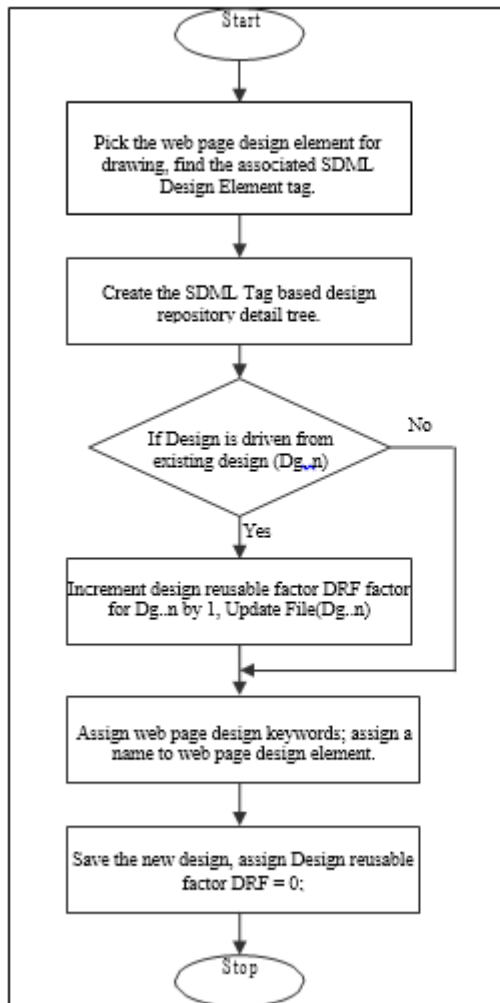 Start
Pick the web page design element for
drawing, find the associated SDML
Design Element tag.
Create the SDML Tag based design
repository detail tree.
If Design is driven from
existing design (Dg..n)
No
Yes
Increment design reusable factor DRF factor
for Dg..n by 1, Update File(Dg..n)
Assign web page design keywords; assign a
name to web page design element.
Save the new design, assign Design reusable
factor DRF = 0;
Stop